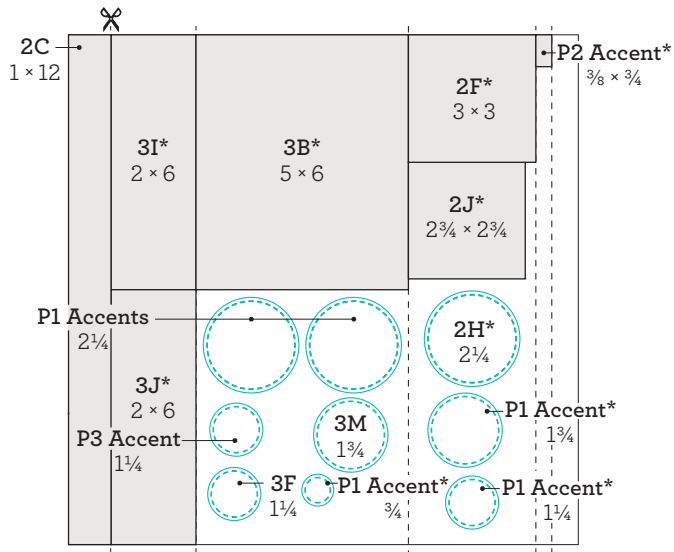 2C
1 × 12
P2 Accent*
⅜ × ¾
2F*
3 × 3
3I*
2 × 6
3B*
5 × 6
2J*
2¾ × 2¾
P1 Accents
2¼
2H*
2¼
3J*
2 × 6
P1 Accent*
1¾
3M
1¾
P3 Accent
1¼
3F
1¼
P1 Accent*
¾
P1 Accent*
1¼